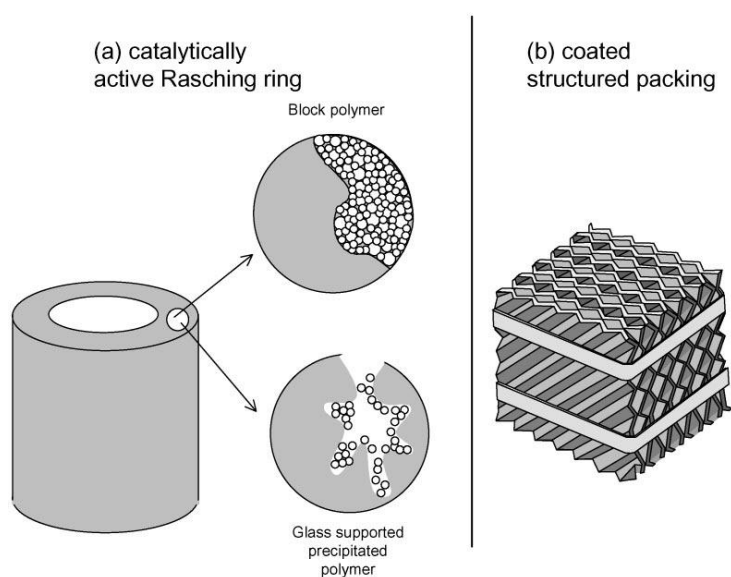 (a) catalytically
active Rasching ring
Block polymer
Glass supported
precipitated
polymer
(b) coated
structured packing